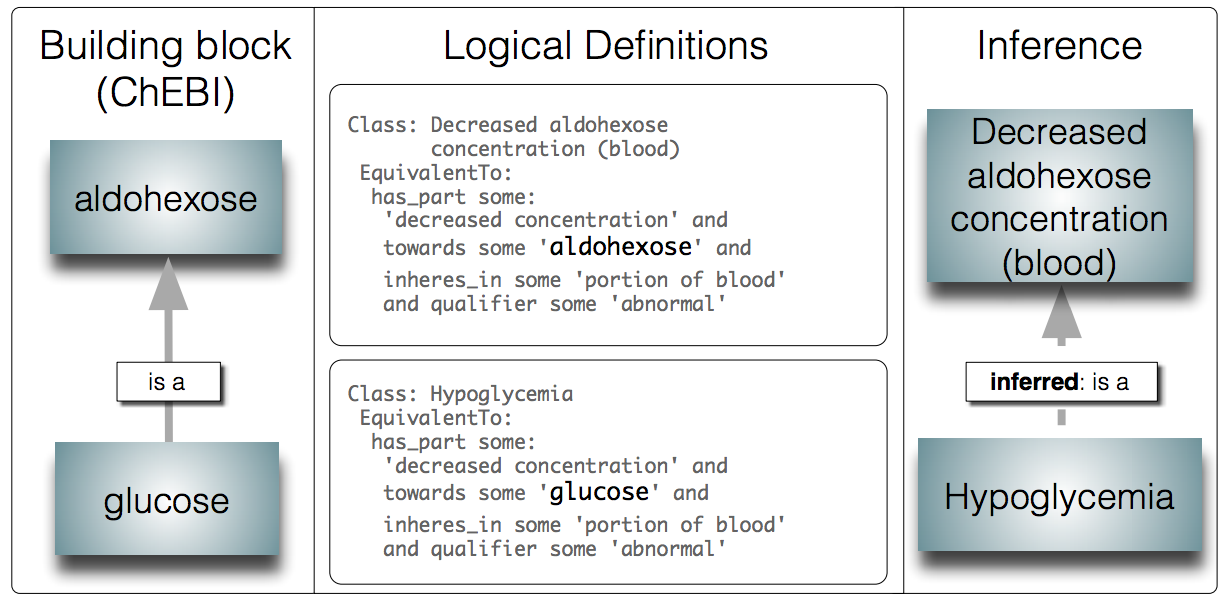 Building block
(ChEBI)
aldohexose
is a
glucose
Logical Definitions
Class: Decreased aldohexose
concentration (blood)
EquivalentTo:
has_part some:
'decreased concentration' and
towards some 'aldohexose' and
inheres_in some 'portion of blood'
and qualifier some 'abnormal'
Class: Hypoglycemia
EquivalentTo:
has_part some:
'decreased concentration' and
towards some 'glucose' and
inheres_in some 'portion of blood'
and qualifier some 'abnormal'
Inference
Decreased
aldohexose
concentration
(blood)
inferred: is a
Hypoglycemia